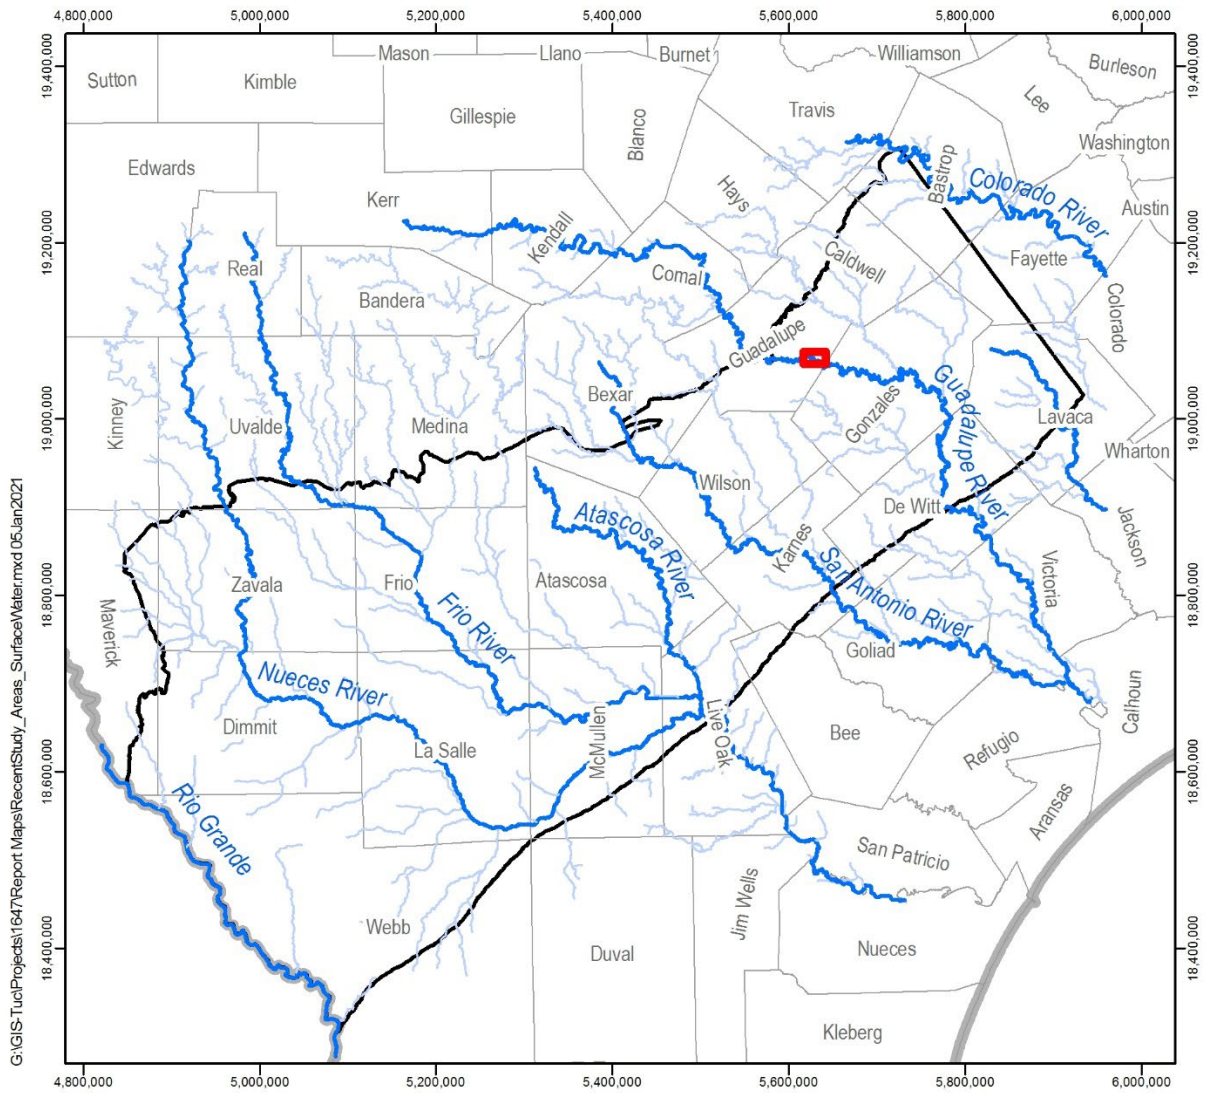 4,800,000
5,000,000
5,200,000
5,400,000
5,600,000
5,800,000
6,000,000
19,400,000
19,200,000
19,000,000
18,800,000
18,600,000
18,400,000
19,400,000
19,200,000
19,000,000
18,800,000
18,600,000
18,400,000
Mason
Llano
Burnet
Williamson
Burleson
Sutton
Kimble
Gillespie
Blanco
Travis
Lee
Washington
Edwards
Kerr
Kendall
Hays
Bastrop
Colorado River
Austin
Real
Bandera
Comal
Caldwell
Fayette
Colorado
Guadalupe
Kinney
Uvalde
Medina
Bexar
Gonzales
Guadalupe River
Lavaca
Wharton
Wilson
De Witt
Jackson
Atascosa River
Karnes
San Antonio River
Victoria
Maverick
Zavala
Frio
Frio River
Atascosa
Goliad
Calhoun
Nueces River
Dimmit
La Salle
McMullen
Live Oak
Bee
Refugio
Aransas
Rio Grande
San Patricio
Webb
Duval
Jim Wells
Nueces
Kleberg
4,800,000
5,000,000
5,200,000
5,400,000
5,600,000
5,800,000
6,000,000
G:\GIS-Tuc\Projects\1647\Report Maps\RecentStudy_Areas_SurfaceWater.mxd 05Jan2021